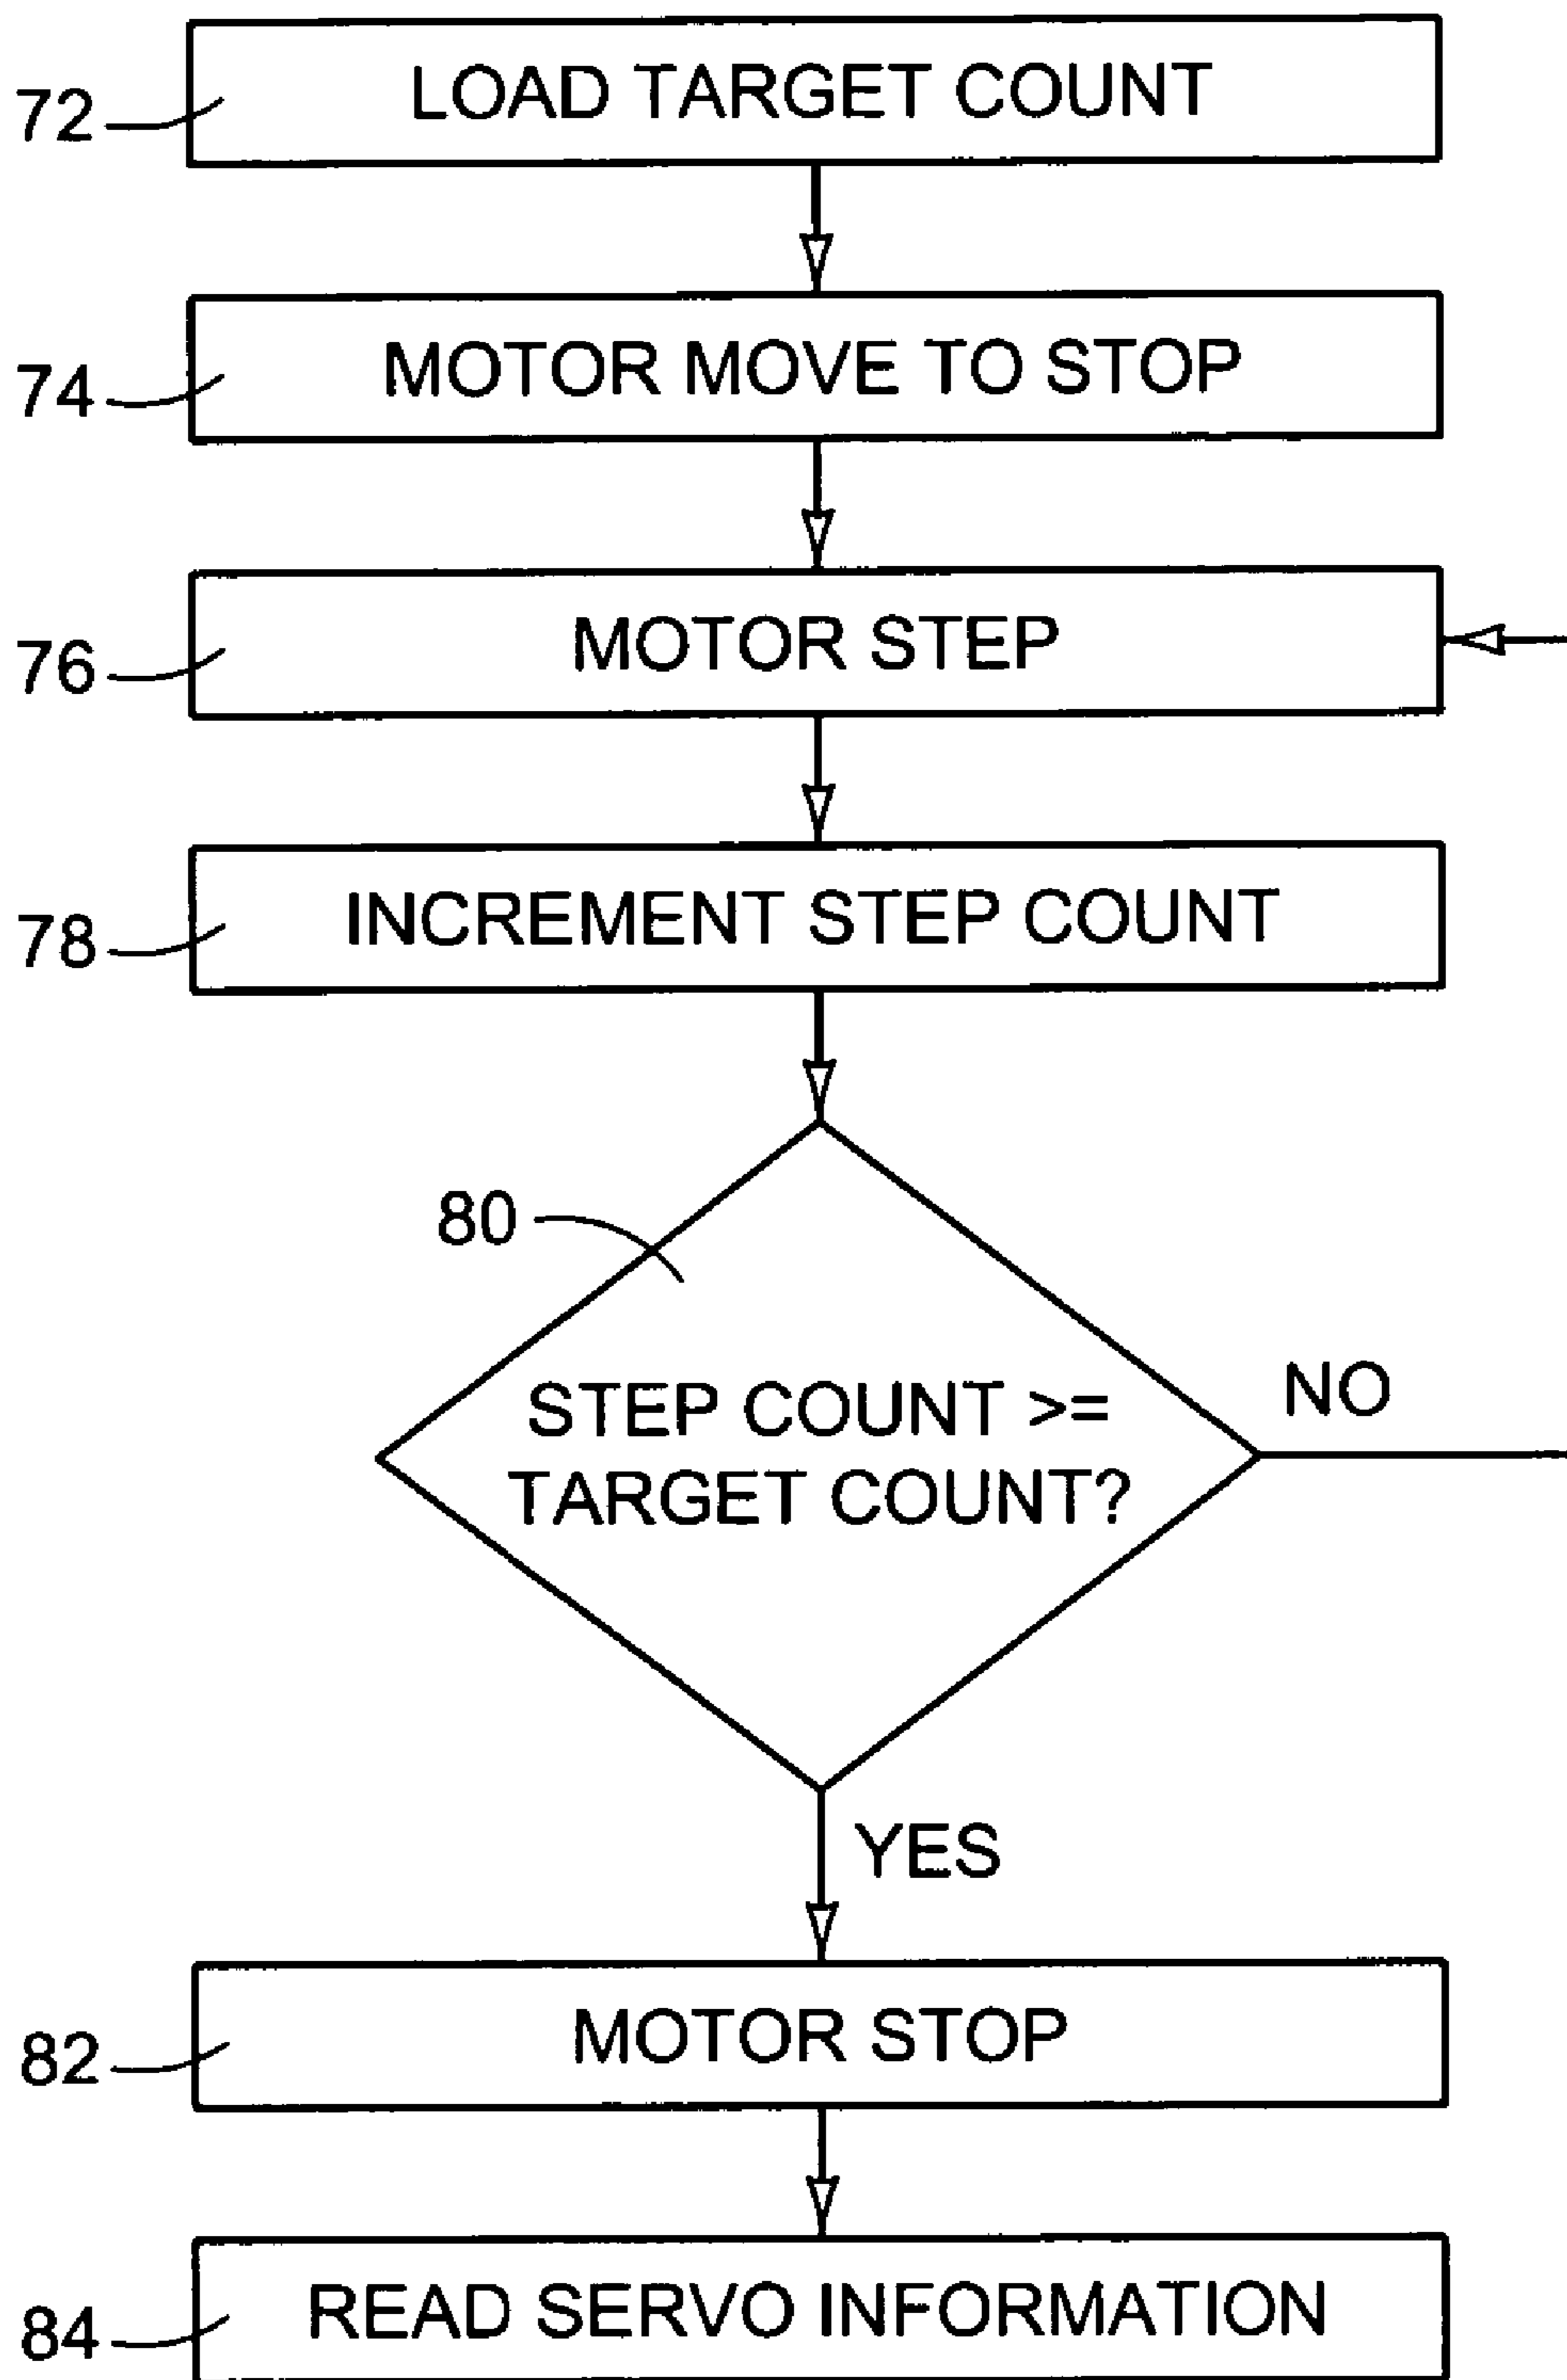 72
LOAD TARGET COUNT
74
MOTOR MOVE TO STOP
76
MOTOR STEP
78
INCREMENT STEP COUNT
80
STEP COUNT >=
TARGET COUNT?
NO
YES
82
MOTOR STOP
84
READ SERVO INFORMATION